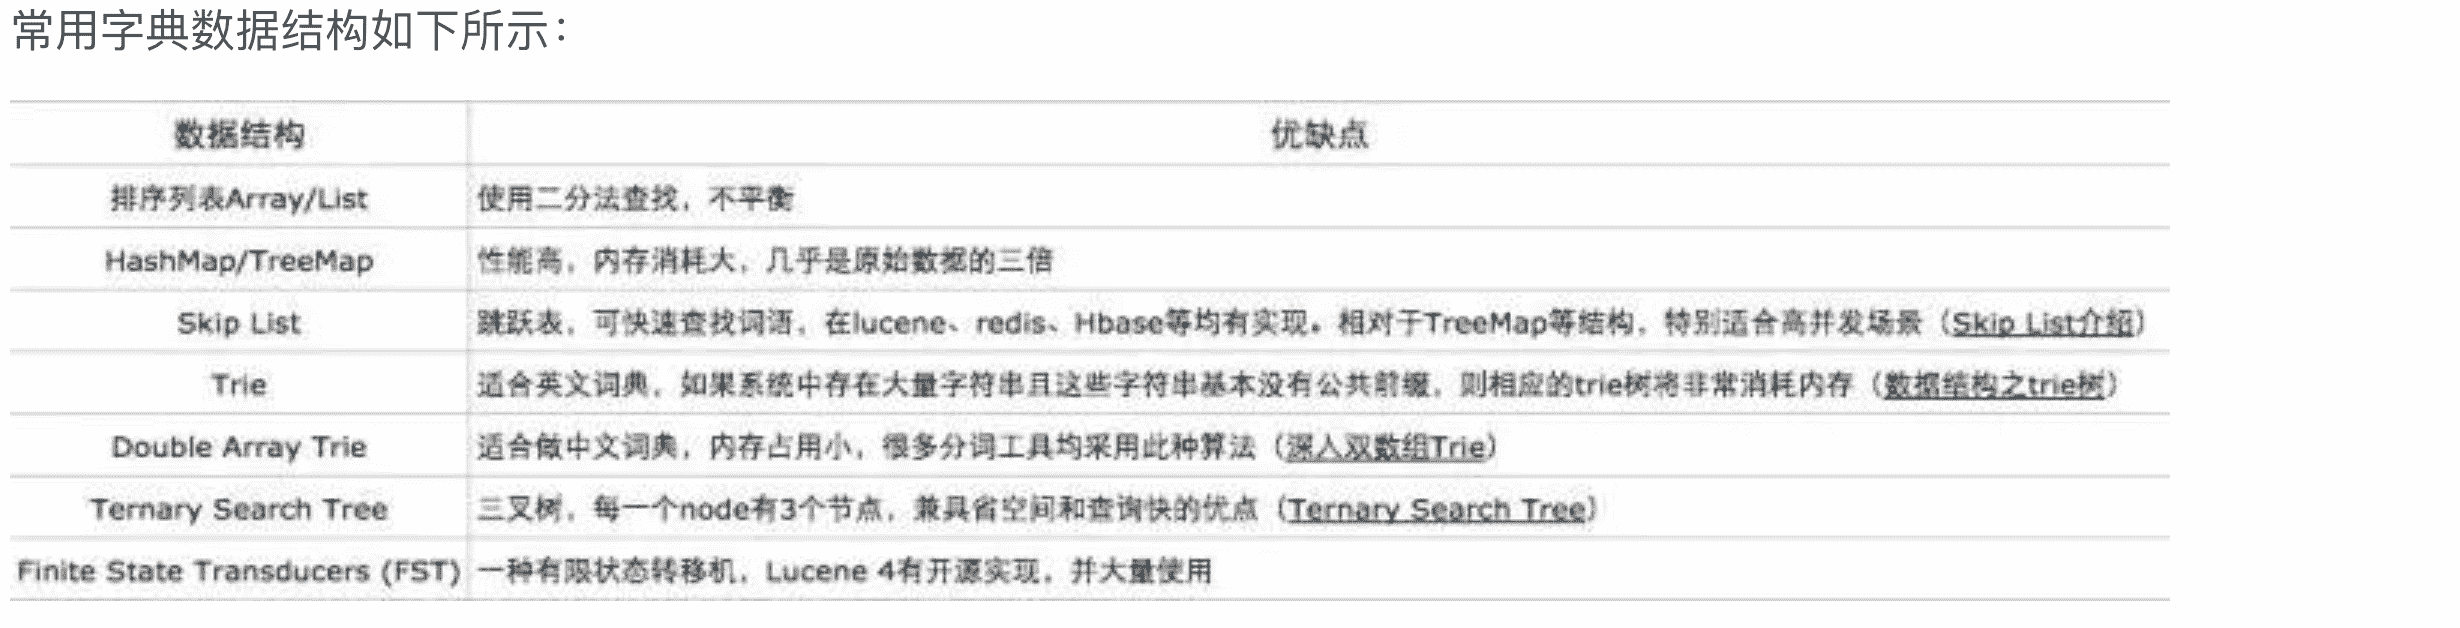 常用字典数据结构如下所示：
数据结构 优缺点
排序列表Array/List 使用二分法查找，不平衡
HashMap/TreeMap 性能高，内存消耗大，几乎是原始数据的三倍
Skip List 跳跃表，可快速查找词语，在lucene、redis、Hbase等均有实现。相对于TreeMap等结构，特别适合高并发场景（Skip List介绍）
Trie 适合英文词典，如果系统中存在大量字符串且这些字符串基本没有公共前缀，则相应的trie树将非常消耗内存（数据结构之trie树）
Double Array Trie 适合做中文词典，内存占用小，很多分词工具均采用此种算法（深入双数组Trie）
Ternary Search Tree 三叉树，每一个node有3个节点，兼具省空间和查询快的优点（Ternary Search Tree）
Finite State Transducers (FST) 一种有限状态转移机，Lucene 4有开源实现，并大量使用